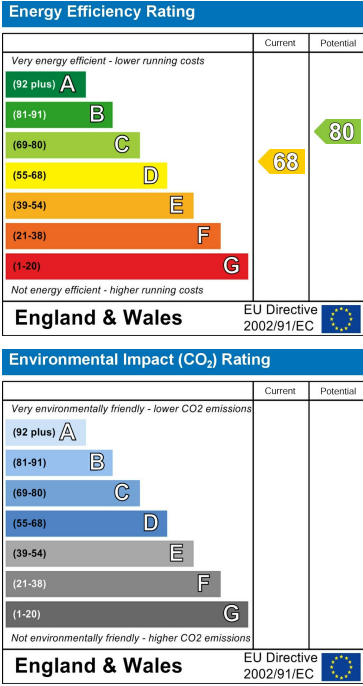 Energy Efficiency Rating
Current Potential
Very energy efficient - lower running costs
(92 plus) A
(81-91) B
(69-80) C
(55-68) D
(39-54) E
(21-38) F
(1-20) G
68
80
Not energy efficient - higher running costs
England & Wales
EU Directive
2002/91/EC
Environmental Impact (CO₂) Rating
Current Potential
Very environmentally friendly - lower CO2 emissions
(92 plus) A
(81-91) B
(69-80) C
(55-68) D
(39-54) E
(21-38) F
(1-20) G
Not environmentally friendly - higher CO2 emissions
England & Wales
EU Directive
2002/91/EC